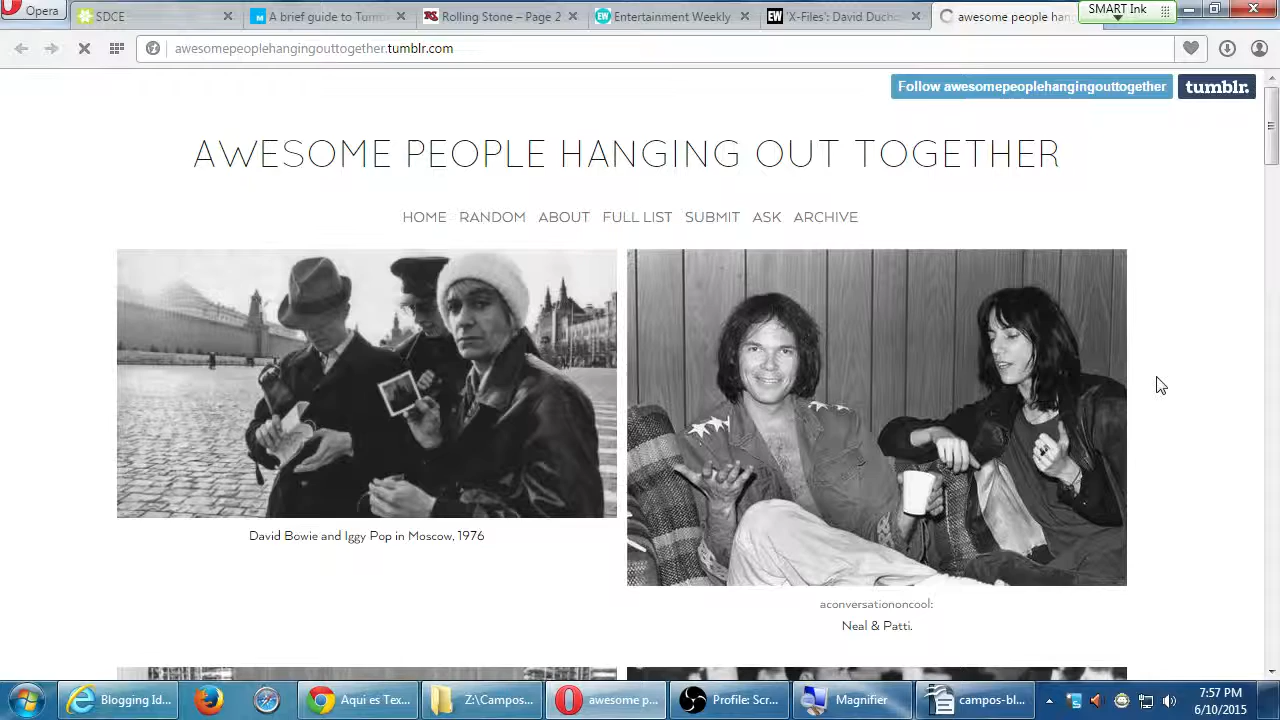 Opera
SDCE
A brief guide to Tum
Rolling Stone – Page 2
Entertainment Weekly
'X-Files': David Duch
awesome people han
SMART Ink
awesomepeoplehangingouttogether.tumblr.com
Follow awesomepeoplehangingouttogether
tumblr.
AWESOME PEOPLE HANGING OUT TOGETHER
HOME RANDOM ABOUT FULL LIST SUBMIT ASK ARCHIVE
David Bowie and Iggy Pop in Moscow, 1976
aconversationoncool:
Neal & Patti.
Blogging Id...
Aqui es Tex...
Z:\Campos...
awesome p...
Profile: Scr...
Magnifier
campos-bl...
7:57 PM
6/10/2015